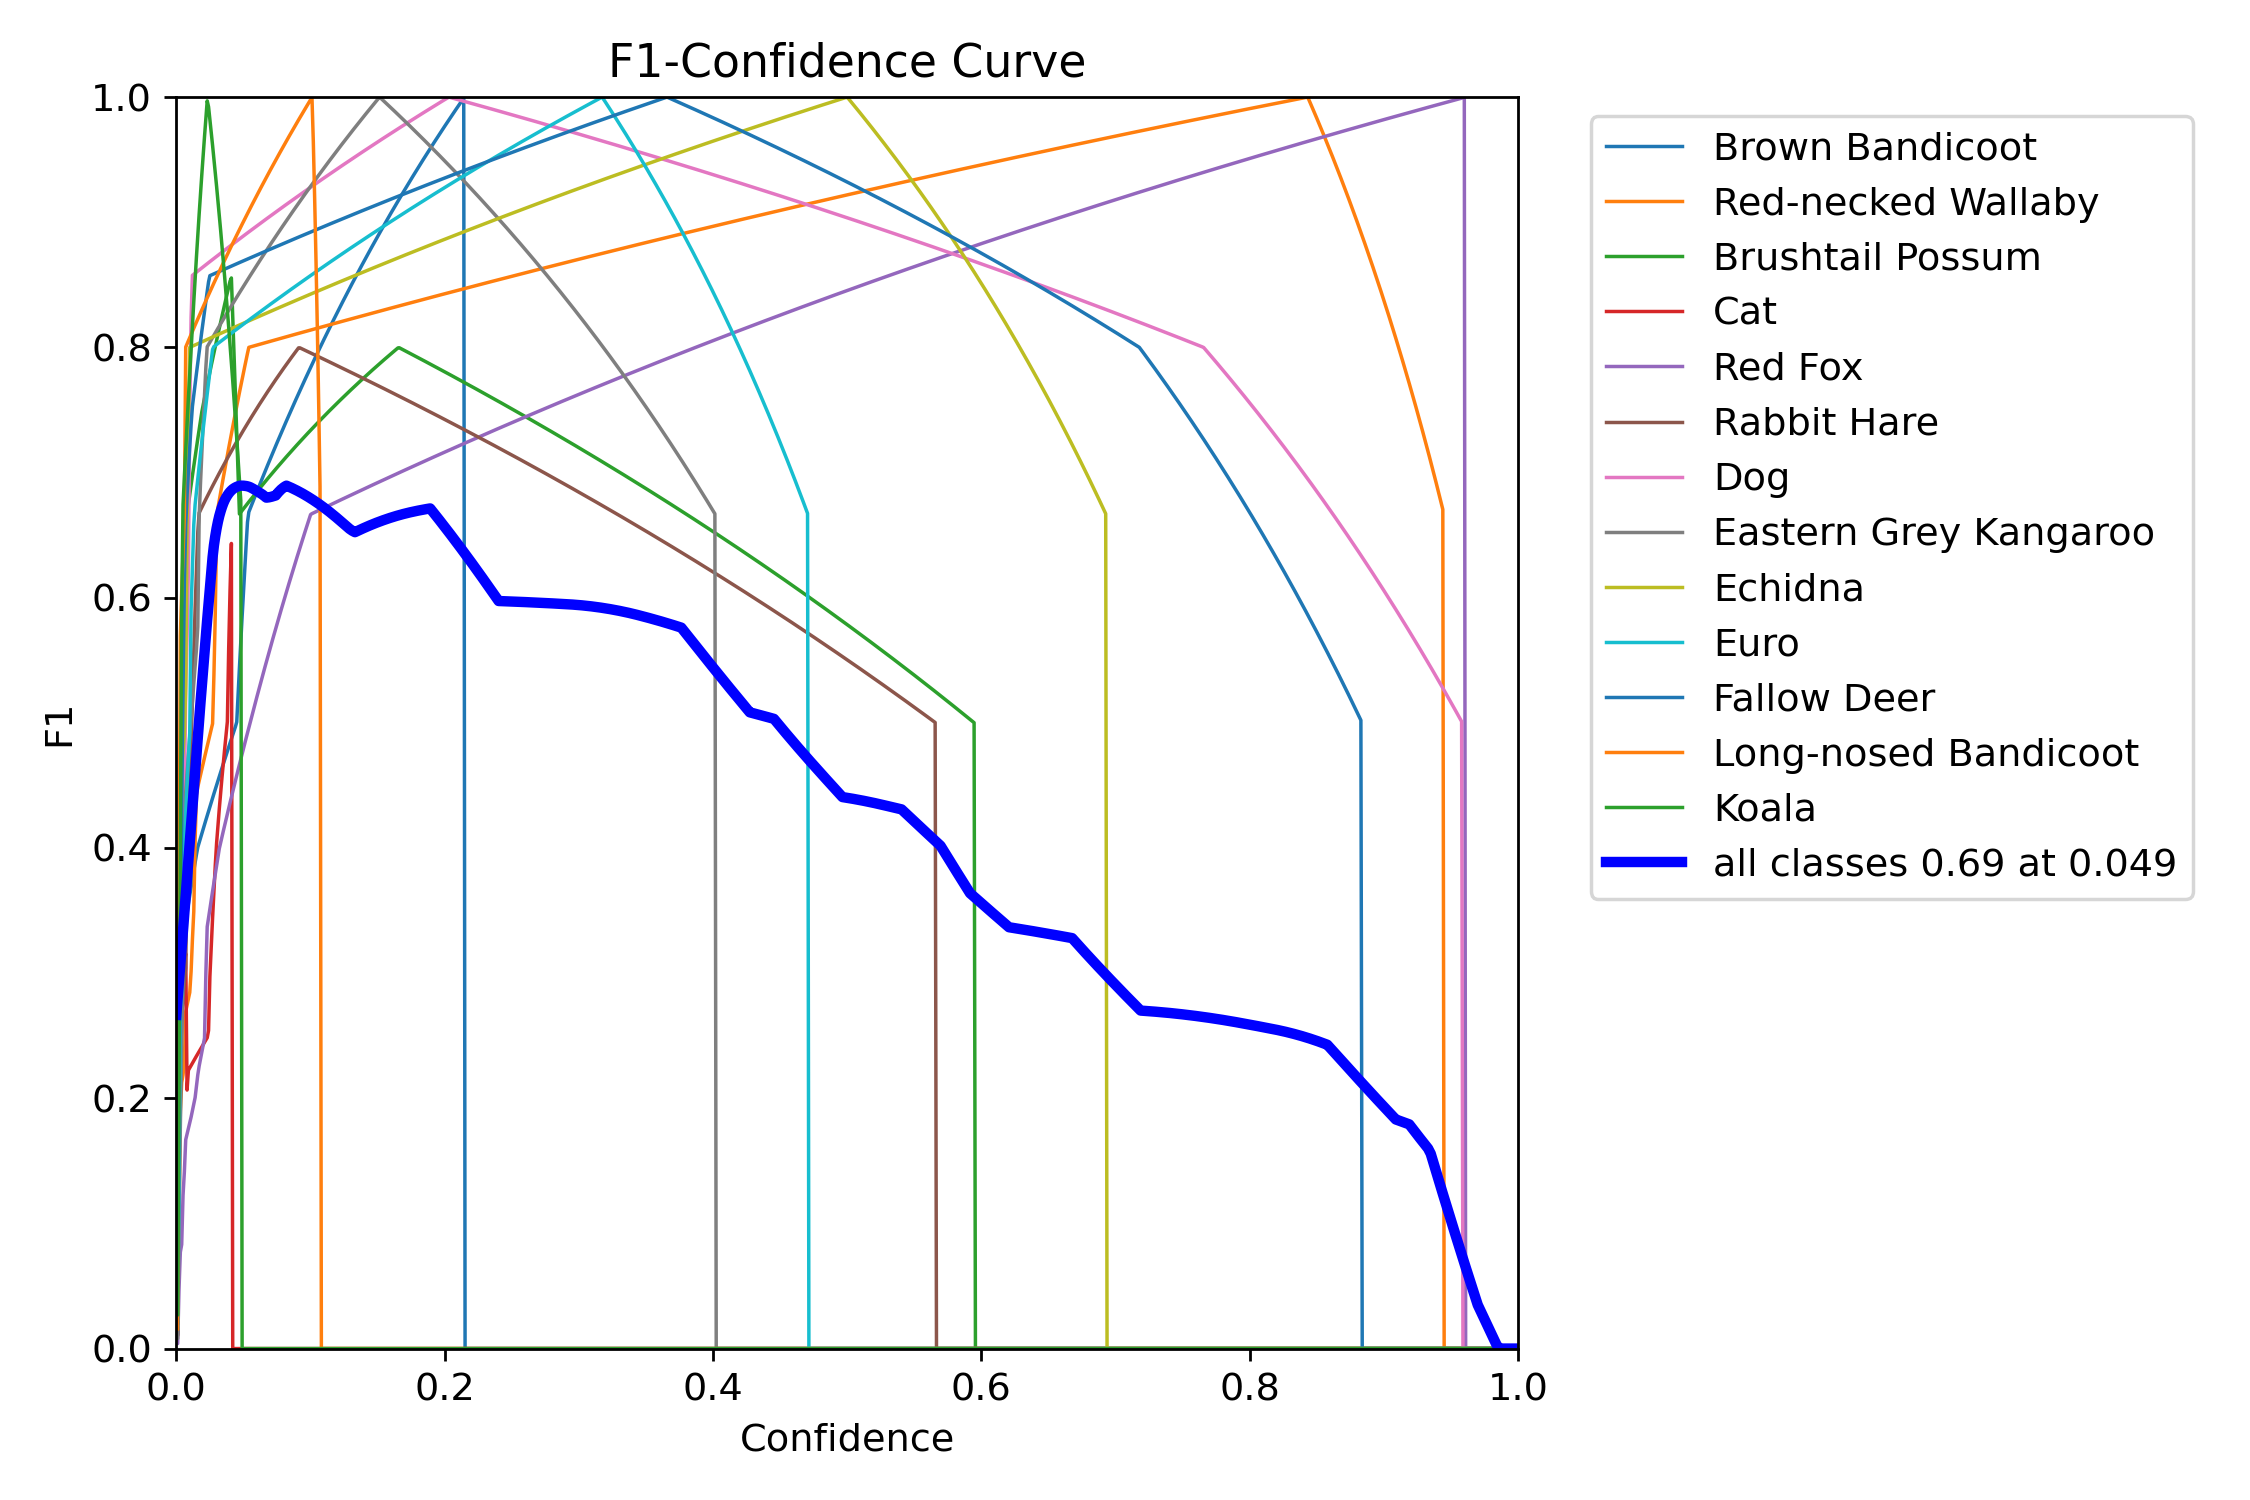 F1-Confidence Curve
1.0
0.8
0.6
0.4
0.2
0.0
F1
0.0 0.2 0.4 0.6 0.8 1.0
Confidence
Brown Bandicoot
Red-necked Wallaby
Brushtail Possum
Cat
Red Fox
Rabbit Hare
Dog
Eastern Grey Kangaroo
Echidna
Euro
Fallow Deer
Long-nosed Bandicoot
Koala
all classes 0.69 at 0.049